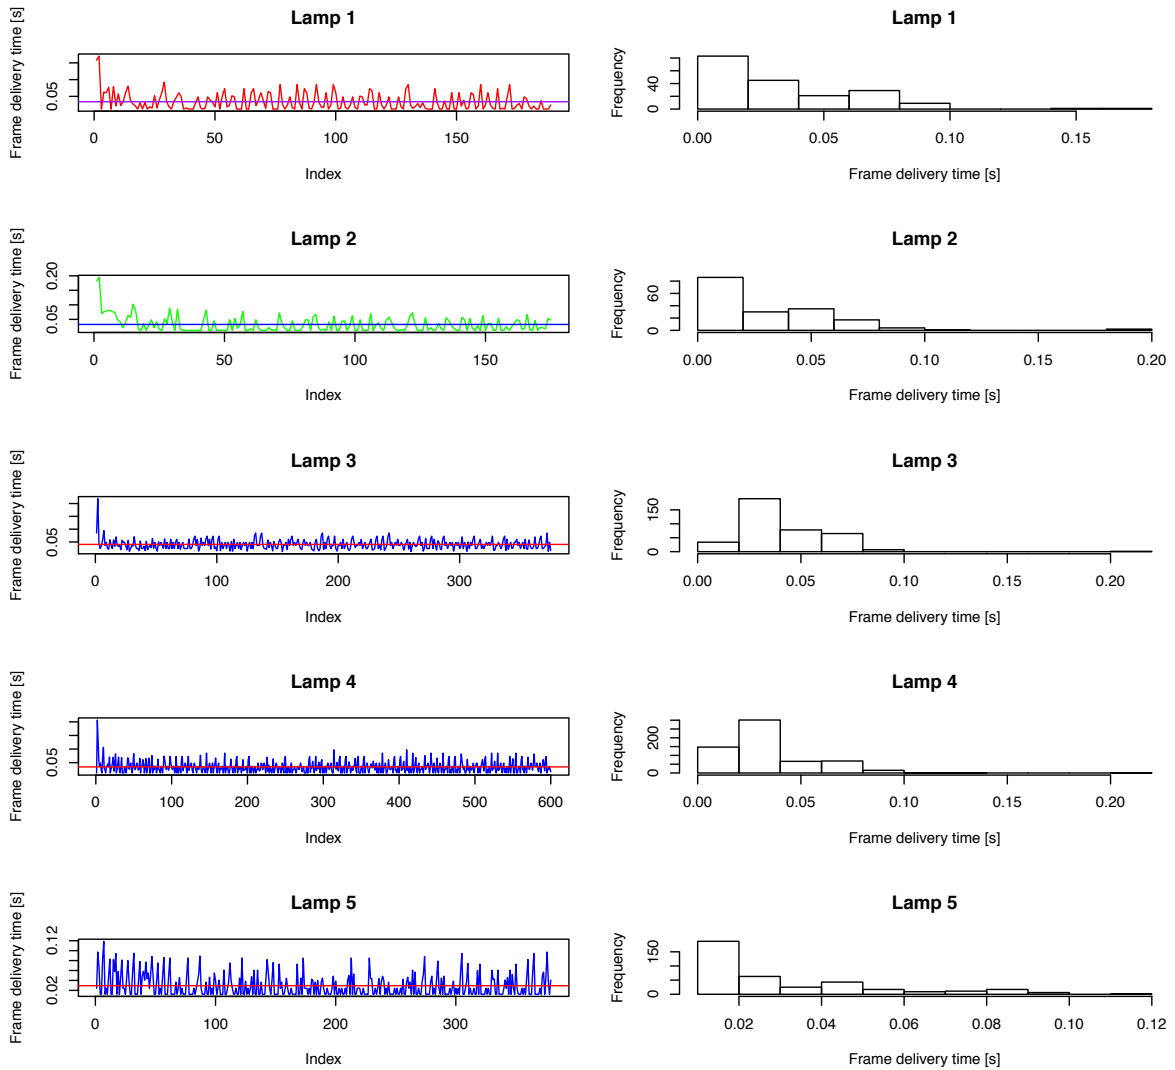 Lamp 1
Frame delivery time [s]
0.05
0 50 100 150
Index
Lamp 1
Frequency
0 40
0.00 0.05 0.10 0.15
Frame delivery time [s]
Lamp 2
Frame delivery time [s]
0.05 0.20
0 50 100 150
Index
Lamp 2
Frequency
0 60
0.00 0.05 0.10 0.15 0.20
Frame delivery time [s]
Lamp 3
Frame delivery time [s]
0.05
0 100 200 300
Index
Lamp 3
Frequency
0 150
0.00 0.05 0.10 0.15 0.20
Frame delivery time [s]
Lamp 4
Frame delivery time [s]
0.05
0 100 200 300 400 500 600
Index
Lamp 4
Frequency
0 200
0.00 0.05 0.10 0.15 0.20
Frame delivery time [s]
Lamp 5
Frame delivery time [s]
0.02 0.12
0 100 200 300
Index
Lamp 5
Frequency
0 150
0.02 0.04 0.06 0.08 0.10 0.12
Frame delivery time [s]